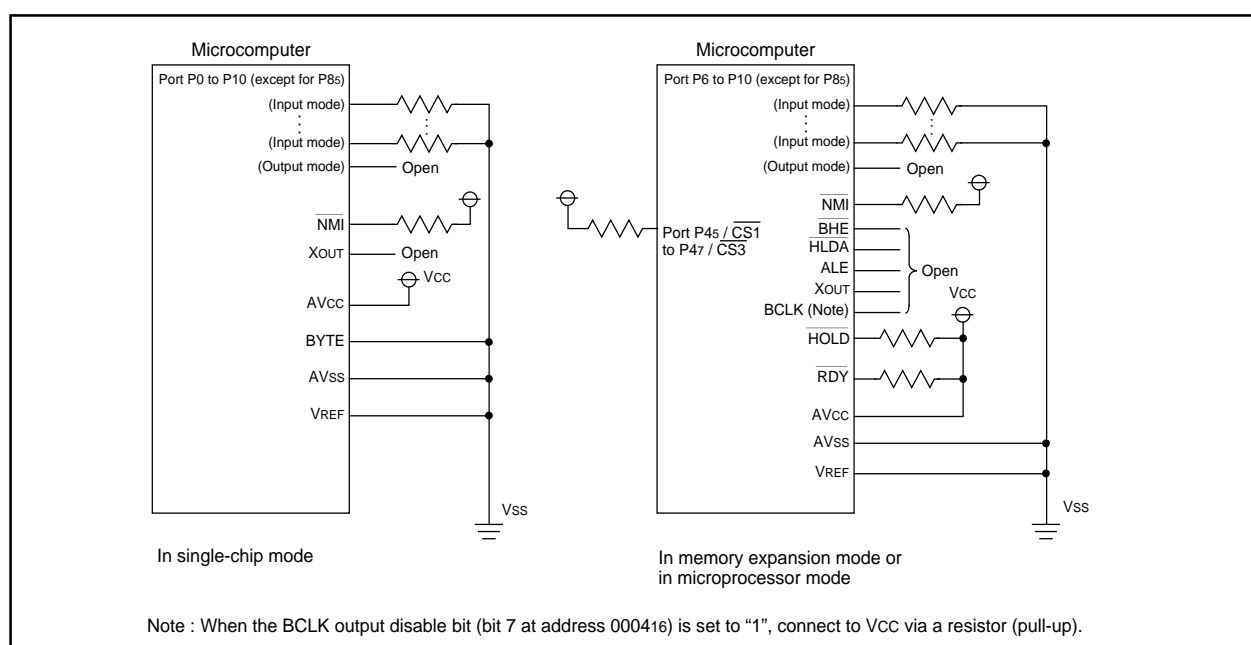 Microcomputer
Port P0 to P10 (except for P85)
(Input mode)
(Input mode)
(Output mode)
Open
NMI
XOUT
Open
VCC
AVCC
BYTE
AVSS
VREF
VSS
In single-chip mode
Microcomputer
Port P6 to P10 (except for P85)
(Input mode)
(Input mode)
(Output mode)
Open
NMI
Port P45 / CS1
to P47 / CS3
BHE
HLDA
ALE
XOUT
BCLK (Note)
Open
VCC
HOLD
RDY
AVCC
AVSS
VREF
VSS
In memory expansion mode or
in microprocessor mode
Note : When the BCLK output disable bit (bit 7 at address 000416) is set to “1”, connect to VCC via a resistor (pull-up).